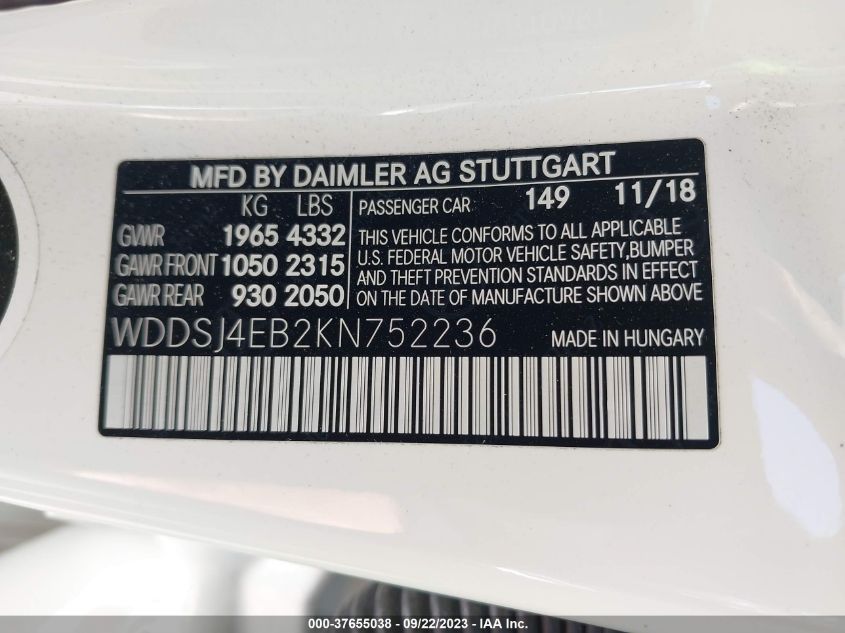 MFD BY DAIMLER AG STUTTGART
KG LBS
GVWR 1965 4332
GAWR FRONT 1050 2315
GAWR REAR 930 2050
PASSENGER CAR 149 11/18
THIS VEHICLE CONFORMS TO ALL APPLICABLE
U.S. FEDERAL MOTOR VEHICLE SAFETY,BUMPER
AND THEFT PREVENTION STANDARDS IN EFFECT
ON THE DATE OF MANUFACTURE SHOWN ABOVE
WDDSJ4EB2KN752236 MADE IN HUNGARY
000-37655038 - 09/22/2023 - IAA Inc.